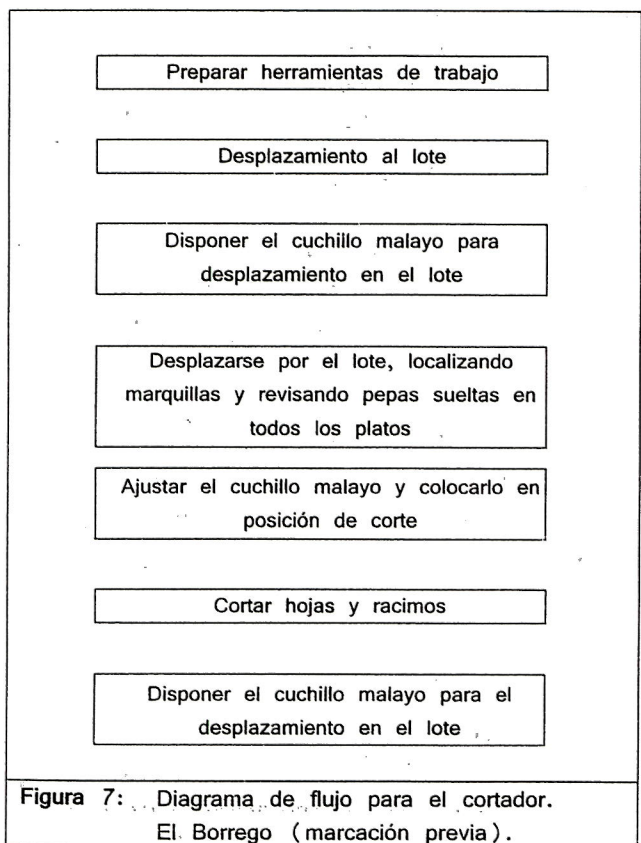 Preparar herramientas de trabajo
Desplazamiento al lote
Disponer el cuchillo malayo para
desplazamiento en el lote
Desplazarse por el lote, localizando
marquillas y revisando pepas sueltas en
todos los platos
Ajustar el cuchillo malayo y colocarlo en
posición de corte
Cortar hojas y racimos
Disponer el cuchillo malayo para el
desplazamiento en el lote
Figura 7: Diagrama de flujo para el cortador.
El Borrego (marcación previa).